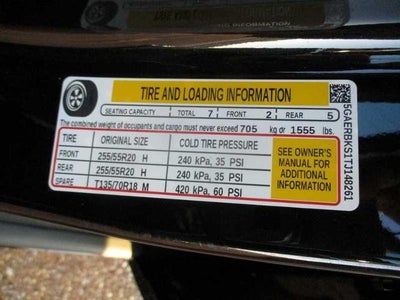 TIRE AND LOADING INFORMATION
SEATING CAPACITY TOTAL 7 FRONT 2 REAR 5
The combined weight of occupants and cargo must never exceed 705 kg or 1555 lbs.
TIRE ORIGINAL SIZE COLD TIRE PRESSURE
FRONT 255/55R20 H 240 kPa, 35 PSI
REAR 255/55R20 H 240 kPa, 35 PSI
SPARE T135/70R18 M 420 kPa, 60 PSI
SEE OWNER'S
MANUAL FOR
ADDITIONAL
INFORMATION
5GAERBKS1TJ148261